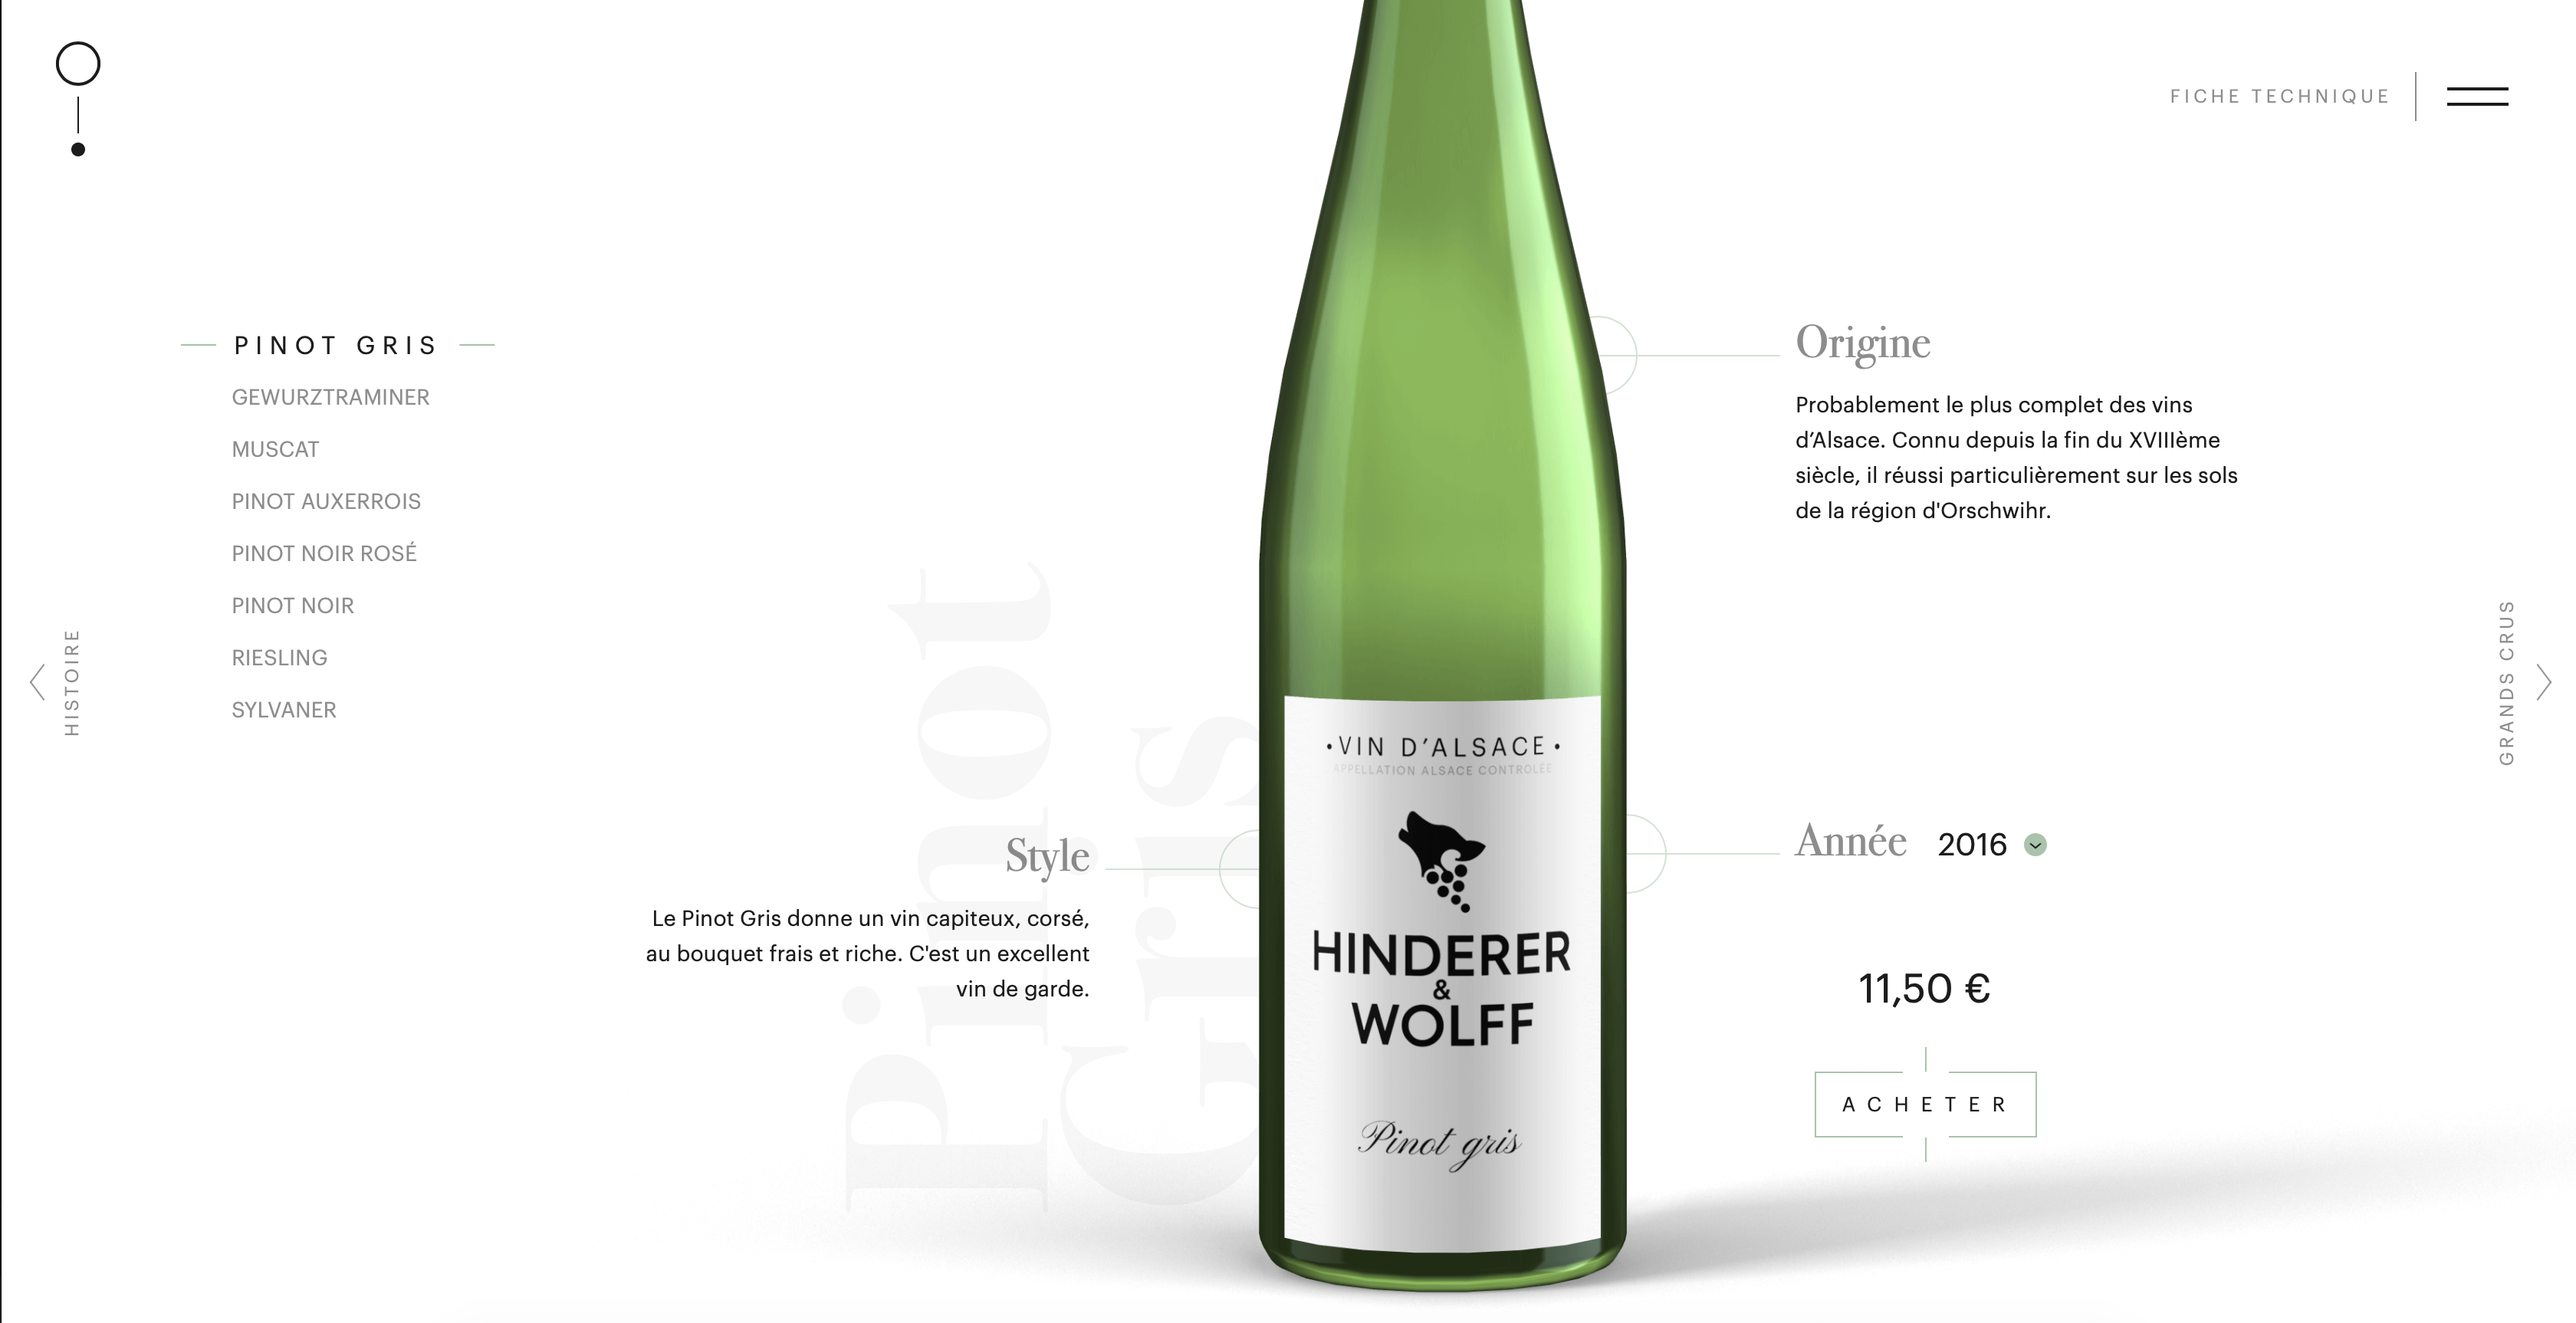 FICHE TECHNIQUE
PINOT GRIS
GEWURZTRAMINER
MUSCAT
PINOT AUXERROIS
PINOT NOIR ROSÉ
PINOT NOIR
RIESLING
SYLVANER
HISTOIRE
Origine
Probablement le plus complet des vins
d’Alsace. Connu depuis la fin du XVIIIème
siècle, il réussi particulièrement sur les sols
de la région d'Orschwihr.
GRANDS CRUS
Pinot
Gris
Style
Le Pinot Gris donne un vin capiteux, corsé,
au bouquet frais et riche. C'est un excellent
vin de garde.
•VIN D’ALSACE•
APPELLATION ALSACE CONTROLÉE
HINDERER
&
WOLFF
Pinot gris
Année 2016
11,50 €
ACHETER